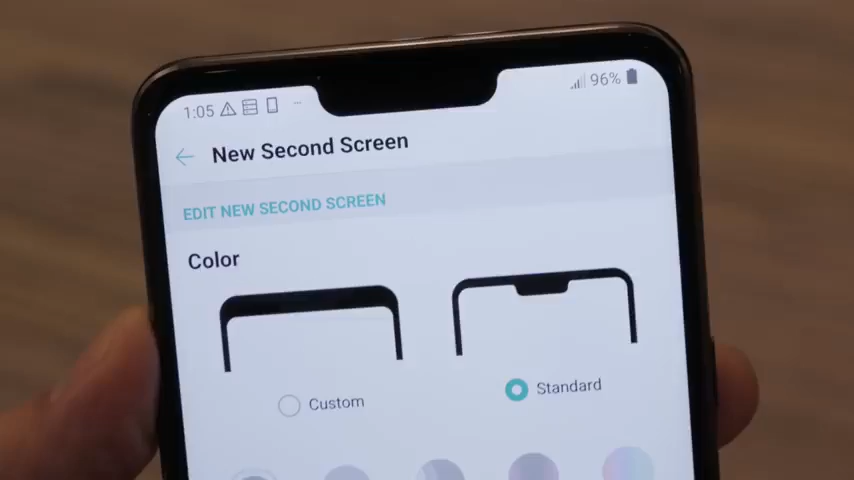 1:05 96%
New Second Screen
EDIT NEW SECOND SCREEN
Color
Custom Standard